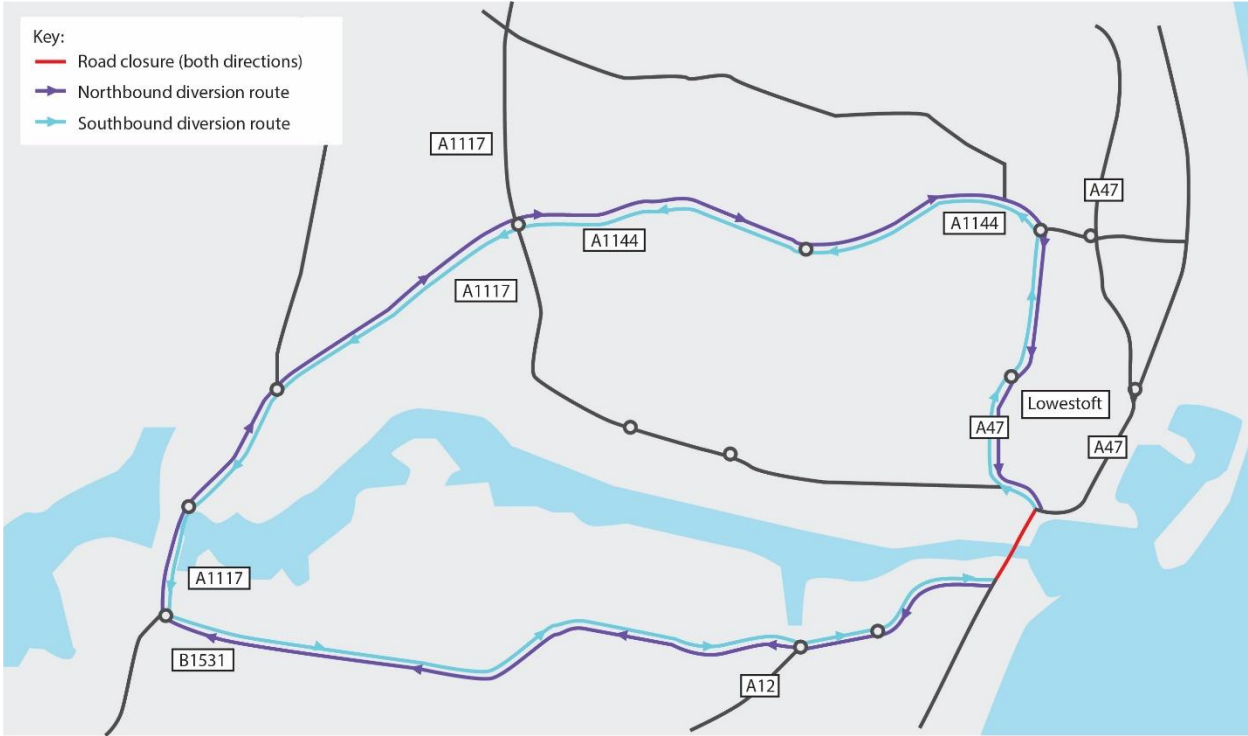 Key:
Road closure (both directions)
Northbound diversion route
Southbound diversion route
A1117
A47
A1144
A1144
A1117
Lowestoft
A47
A47
A1117
B1531
A12